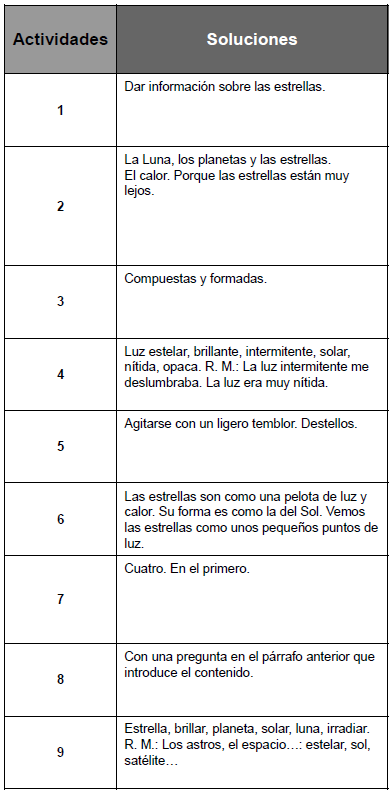 Actividades Soluciones
1
Dar información sobre las estrellas.
2
La Luna, los planetas y las estrellas.
El calor. Porque las estrellas están muy
lejos.
3
Compuestas y formadas.
4
Luz estelar, brillante, intermitente, solar,
nítida, opaca. R. M.: La luz intermitente me
deslumbraba. La luz era muy nítida.
5
Agitarse con un ligero temblor. Destellos.
6
Las estrellas son como una pelota de luz y
calor. Su forma es como la del Sol. Vemos
las estrellas como unos pequeños puntos de
luz.
7
Cuatro. En el primero.
8
Con una pregunta en el párrafo anterior que
introduce el contenido.
9
Estrella, brillar, planeta, solar, luna, irradiar.
R. M.: Los astros, el espacio…: estelar, sol,
satélite…